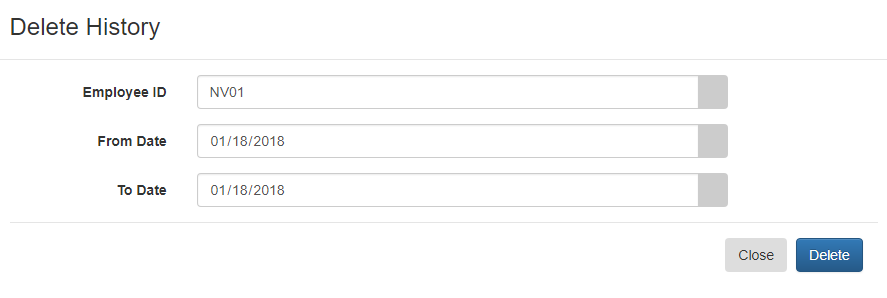 Delete History
Employee ID NV01
From Date 01/18/2018
To Date 01/18/2018
Close Delete